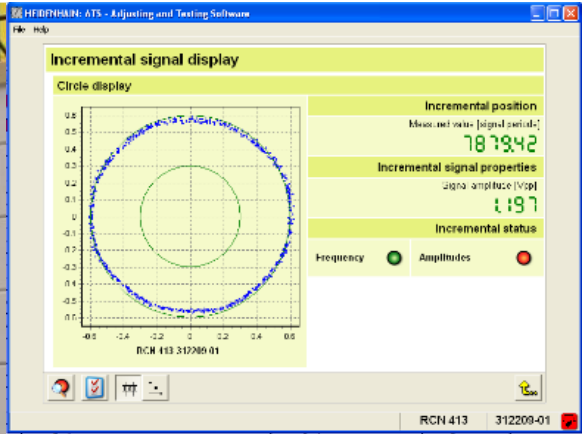 HEIDENHAIN: ATS - Adjusting and Testing Software
File Help
Incremental signal display
Circle display
Incremental position
Measured value [signal periods]
7879.42
Incremental signal properties
Signal amplitude [Vpp]
1.197
Incremental status
Frequency Amplitudes
0.6
0.5
0.4
0.3
0.2
0.1
0
-0.1
-0.2
-0.3
-0.4
-0.5
-0.6 -0.4 -0.2 0 0.2 0.4 0.6
RCN 413 312209-01
RCN 413 312209-01